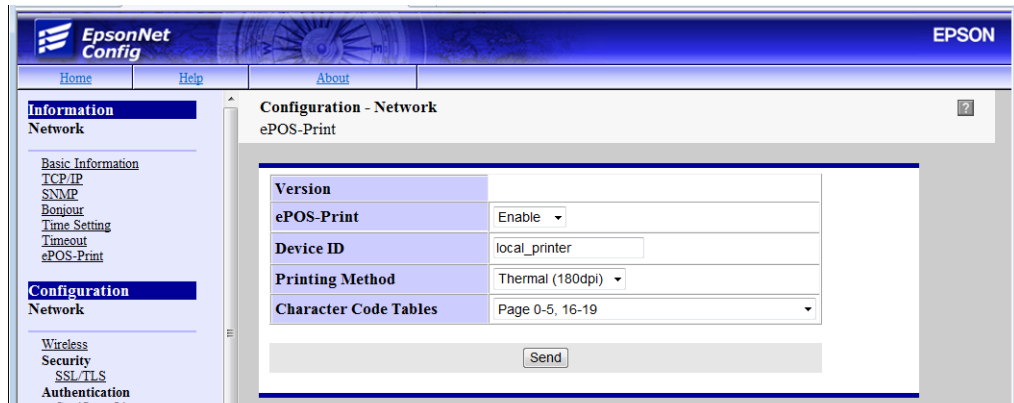 EpsonNet
Config
EPSON
Home Help About
Information
Network
Basic Information
TCP/IP
SNMP
Bonjour
Time Setting
Timeout
ePOS-Print
Configuration
Network
Wireless
Security
SSL/TLS
Authentication
Configuration - Network
?
ePOS-Print
Version
ePOS-Print Enable
Device ID local_printer
Printing Method Thermal (180dpi)
Character Code Tables Page 0-5, 16-19
Send